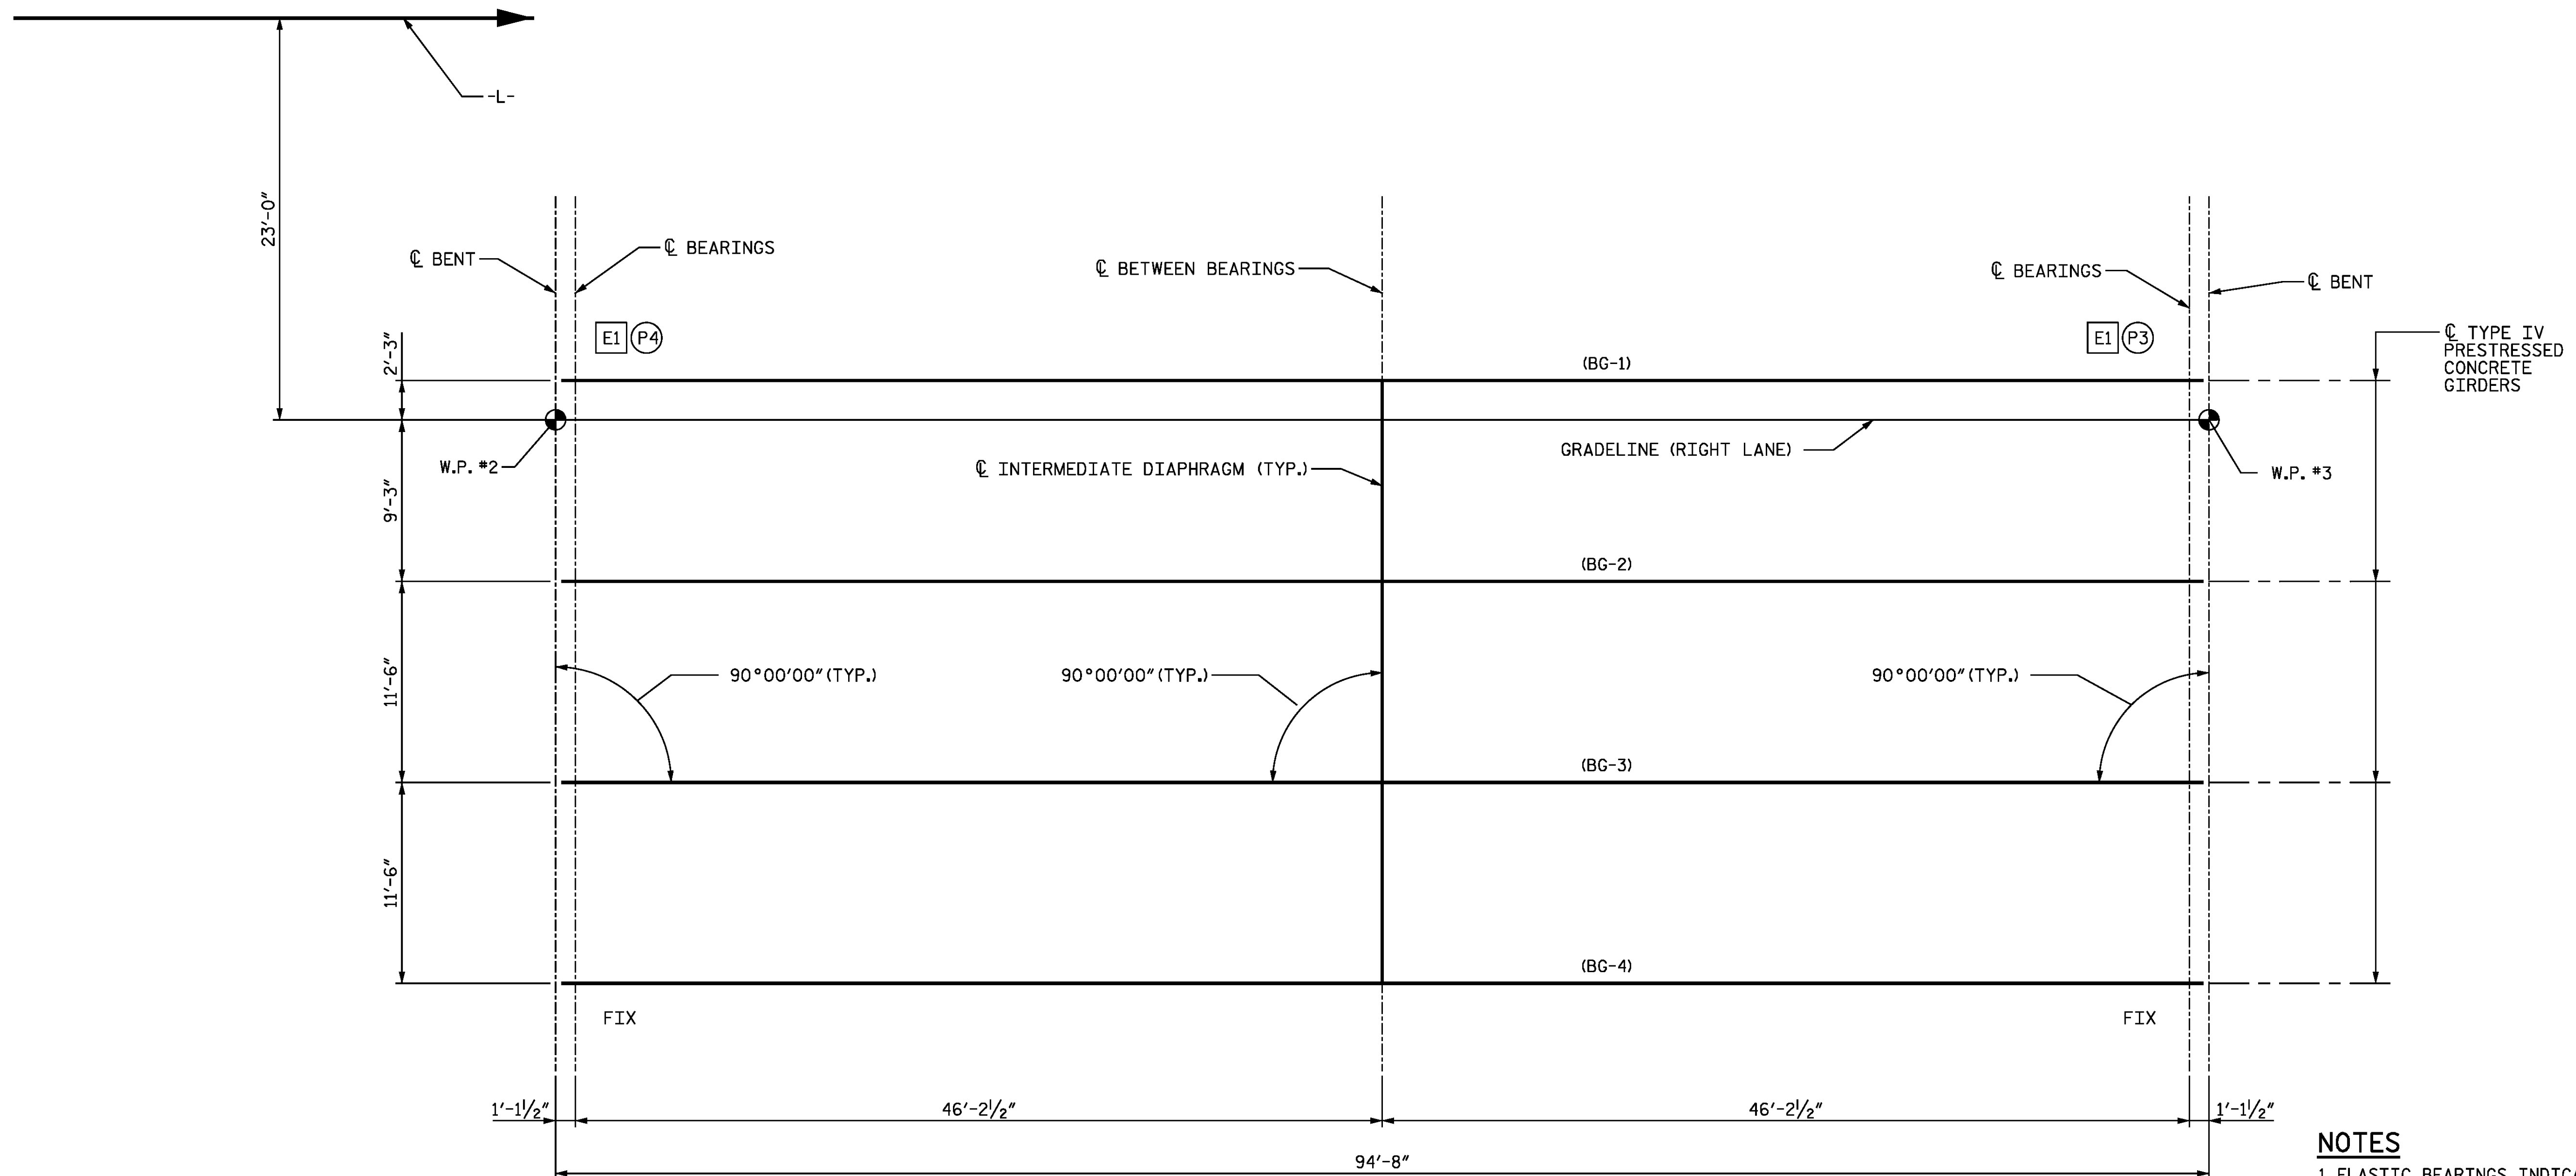 -L-
23'-0"
℄ BENT
℄ BEARINGS
℄ BETWEEN BEARINGS
℄ BEARINGS
℄ BENT
E1 P4
E1 P3
℄ TYPE IV
PRESTRESSED
CONCRETE
GIRDERS
2'-3"
(BG-1)
W.P. #2
℄ INTERMEDIATE DIAPHRAGM (TYP.)
GRADELINE (RIGHT LANE)
W.P. #3
9'-3"
(BG-2)
11'-6"
90°00'00" (TYP.)
90°00'00" (TYP.)
90°00'00" (TYP.)
(BG-3)
11'-6"
(BG-4)
FIX
FIX
1'-1½"
46'-2½"
46'-2½"
1'-1½"
94'-8"
NOTES
1 ELASTIC BEARINGS